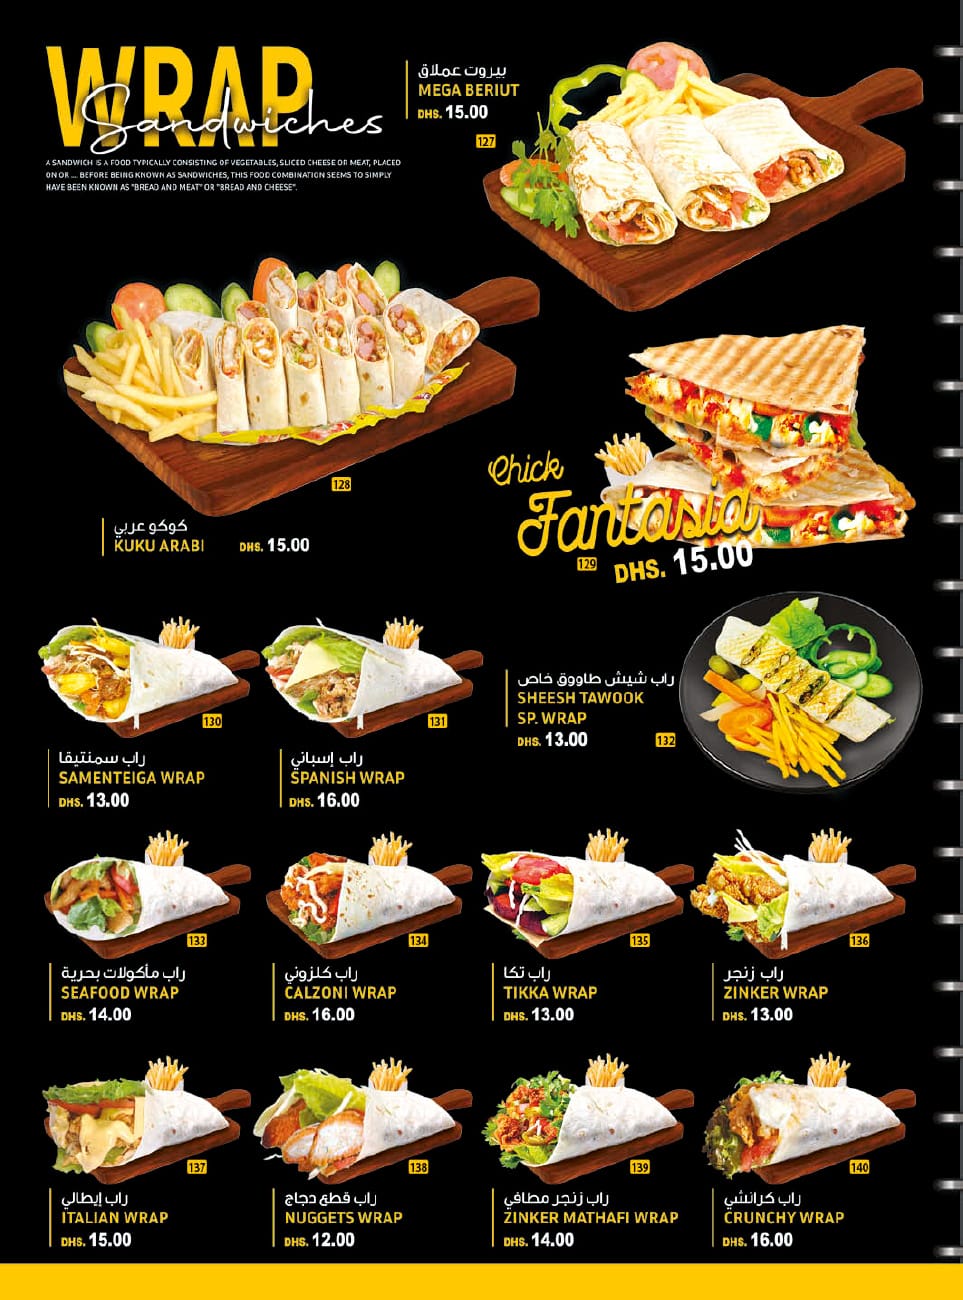 WRAP
Sandwiches
A SANDWICH IS A FOOD TYPICALLY CONSISTING OF VEGETABLES, SLICED CHEESE OR MEAT, PLACED
ON OR ... BEFORE BEING KNOWN AS SANDWICHES, THIS FOOD COMBINATION SEEMS TO SIMPLY
HAVE BEEN KNOWN AS "BREAD AND MEAT" OR "BREAD AND CHEESE".
بيروت عملاق
MEGA BERIUT
DHS. 15.00
127
128
كوكو عربي
KUKU ARABI DHS. 15.00
Chick
Fantasia
129
DHS. 15.00
130
راب سمنتيقا
SAMENTEIGA WRAP
DHS. 13.00
131
راب إسباني
SPANISH WRAP
DHS. 16.00
راب شيش طاووق خاص
SHEESH TAWOOK
SP. WRAP
DHS. 13.00
132
133
راب مأكولات بحرية
SEAFOOD WRAP
DHS. 14.00
134
راب كلزوني
CALZONI WRAP
DHS. 16.00
135
راب تكا
TIKKA WRAP
DHS. 13.00
136
راب زنجر
ZINKER WRAP
DHS. 13.00
137
راب إيطالي
ITALIAN WRAP
DHS. 15.00
138
راب قطع دجاج
NUGGETS WRAP
DHS. 12.00
139
راب زنجر مطافي
ZINKER MATHAFI WRAP
DHS. 14.00
140
راب كرانشي
CRUNCHY WRAP
DHS. 16.00